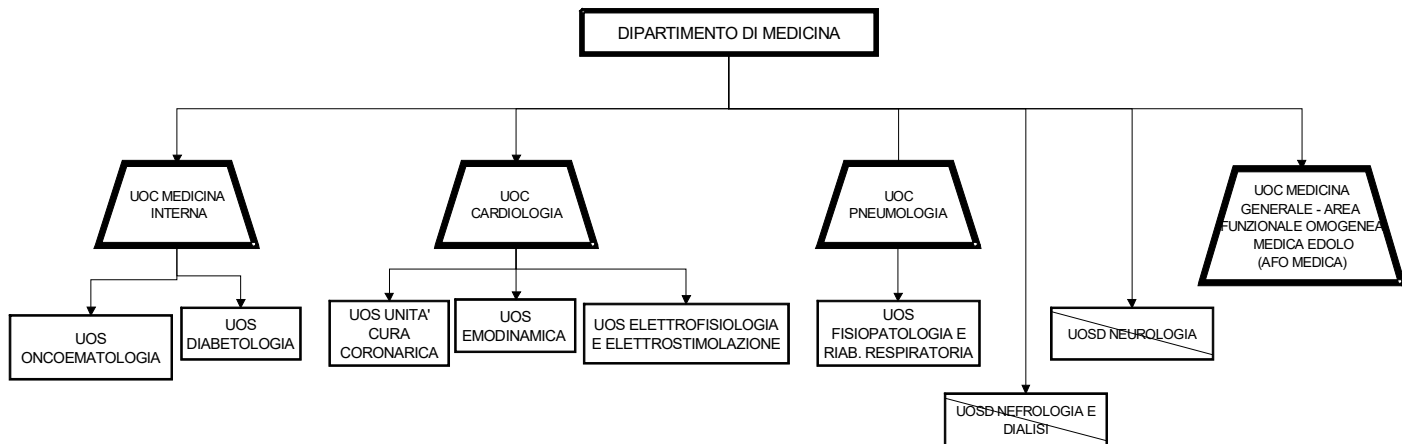 DIPARTIMENTO DI MEDICINA
UOC MEDICINA
INTERNA
UOC
CARDIOLOGIA
UOC
PNEUMOLOGIA
UOC MEDICINA
GENERALE - AREA
FUNZIONALE OMOGENEA
MEDICA EDOLO
(AFO MEDICA)
UOS
ONCOEMATOLOGIA
UOS
DIABETOLOGIA
UOS UNITA'
CURA
CORONARICA
UOS
EMODINAMICA
UOS ELETTROFISIOLOGIA
E ELETTROSTIMOLAZIONE
UOS
FISIOPATOLOGIA E
RIAB. RESPIRATORIA
UOSD NEUROLOGIA
UOSD NEFROLOGIA E
DIALISI